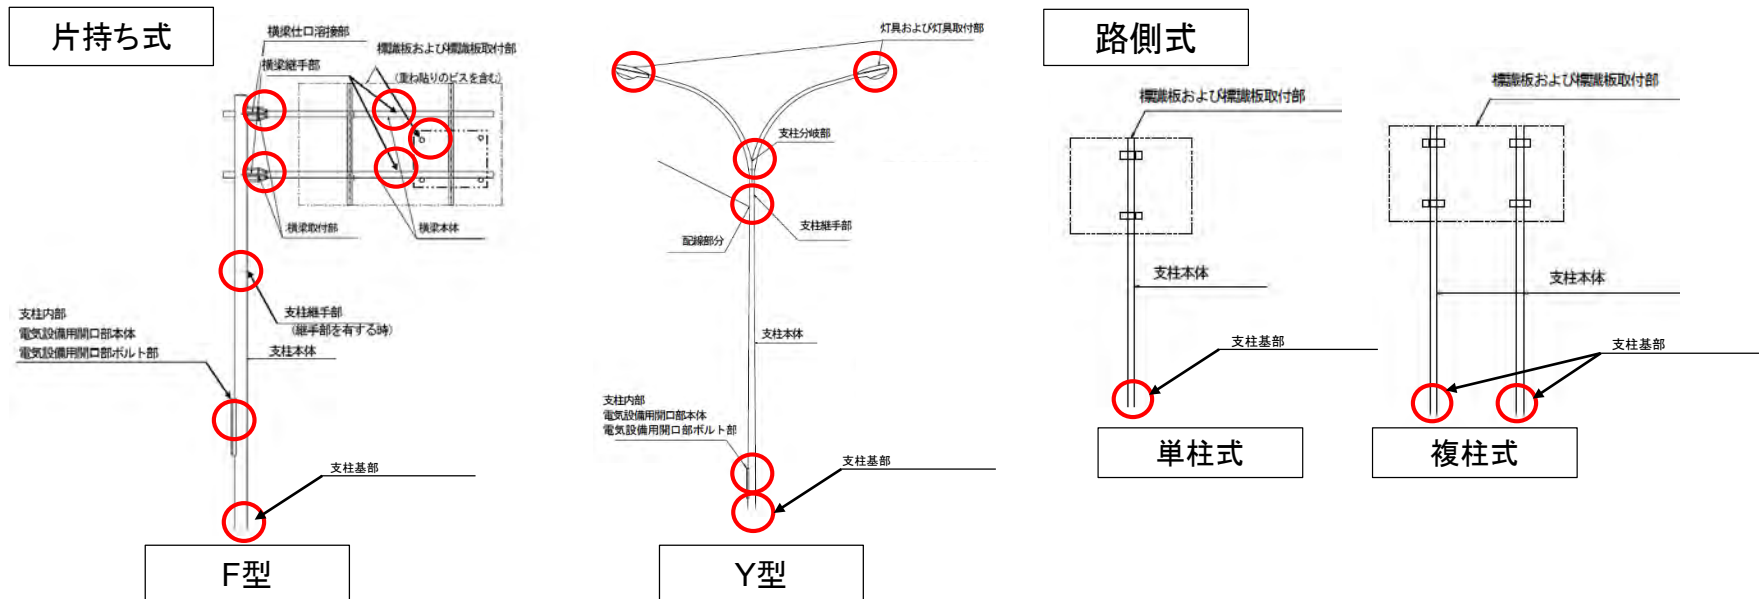 片持ち式
横梁仕口溶接部
標識板および標識板取付部
横梁継手部
(重ね貼りのビスを含む)
横梁取付部
横梁本体
支柱継手部
(継手部を有する時)
支柱本体
支柱内部
電気設備用開口部本体
電気設備用開口部ボルト部
支柱基部
F型
灯具および灯具取付部
支柱分岐部
支柱継手部
配線部分
支柱本体
支柱内部
電気設備用開口部本体
電気設備用開口部ボルト部
支柱基部
Y型
路側式
標識板および標識板取付部
支柱本体
支柱基部
単柱式
標識板および標識板取付部
支柱本体
支柱基部
複柱式